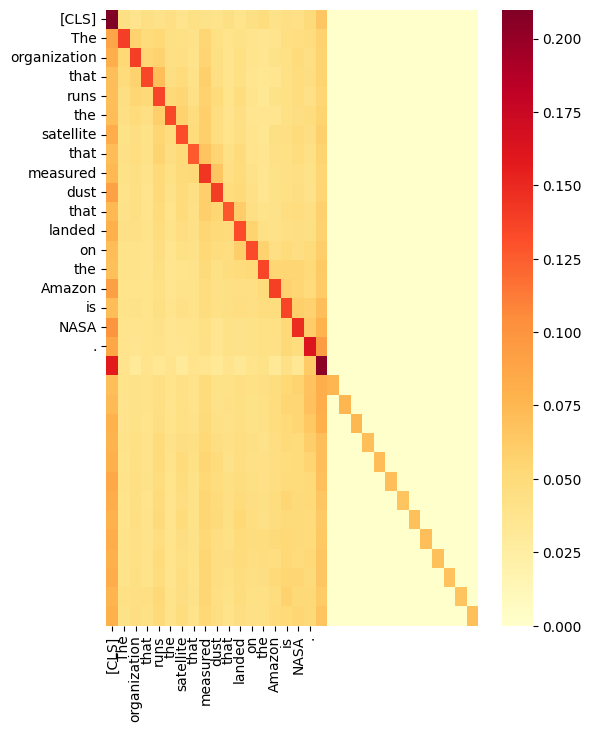 [CLS]
The
organization
that
runs
the
satellite
that
measured
dust
that
landed
on
the
Amazon
is
NASA
.
[CLS]
The
organization
that
runs
the
satellite
that
measured
dust
that
landed
on
the
Amazon
is
NASA
.
0.200
0.175
0.150
0.125
0.100
0.075
0.050
0.025
0.000